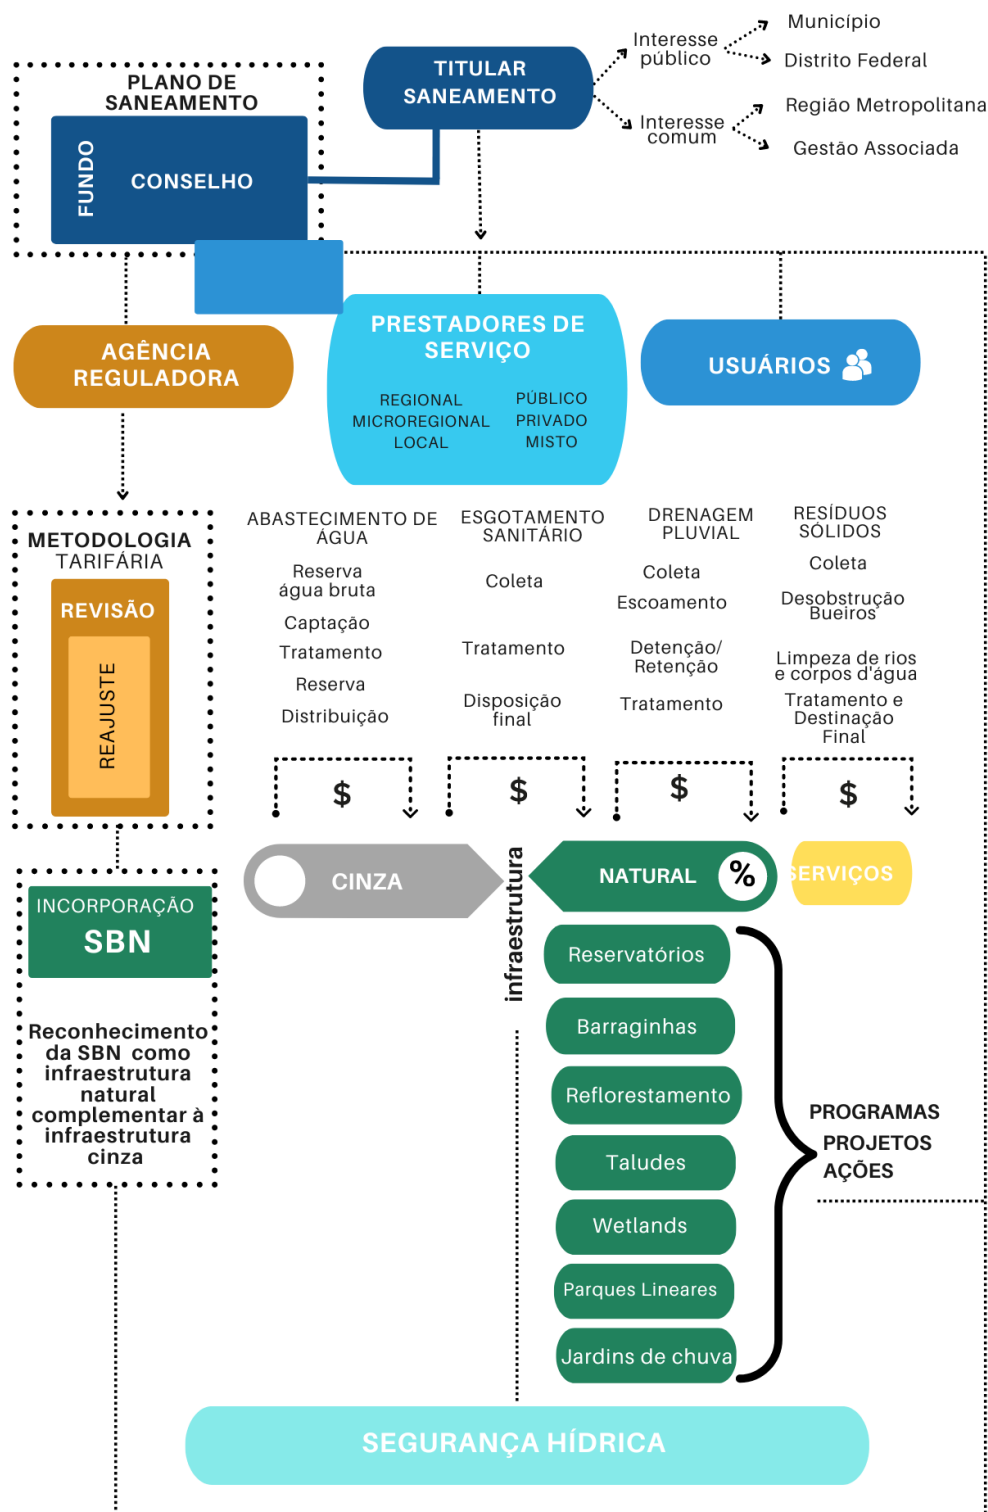 TITULAR
SANEAMENTO
Interesse
público
Município
Distrito Federal
Interesse
comum
Região Metropolitana
Gestão Associada
PLANO DE
SANEAMENTO
FUNDO
CONSELHO
AGÊNCIA
REGULADORA
PRESTADORES DE
SERVIÇO
REGIONAL
MICROREGIONAL
LOCAL
PÚBLICO
PRIVADO
MISTO
USUÁRIOS
METODOLOGIA
TARIFÁRIA
REVISÃO
REAJUSTE
ABASTECIMENTO DE
ÁGUA
Reserva
água bruta
Captação
Tratamento
Reserva
Distribuição
$
ESGOTAMENTO
SANITÁRIO
Coleta
Tratamento
Disposição
final
$
DRENAGEM
PLUVIAL
Coleta
Escoamento
Detenção/
Retenção
Tratamento
$
RESÍDUOS
SÓLIDOS
Coleta
Desobstrução
Bueiros
Limpeza de rios
e corpos d'água
Tratamento e
Destinação
Final
$
CINZA
infraestrutura
NATURAL
%
SERVIÇOS
INCORPORAÇÃO
SBN
Reconhecimento
da SBN como
infraestrutura
natural
complementar à
infraestrutura
cinza
Reservatórios
Barraginhas
Reflorestamento
Taludes
Wetlands
Parques Lineares
Jardins de chuva
PROGRAMAS
PROJETOS
AÇÕES
SEGURANÇA HÍDRICA